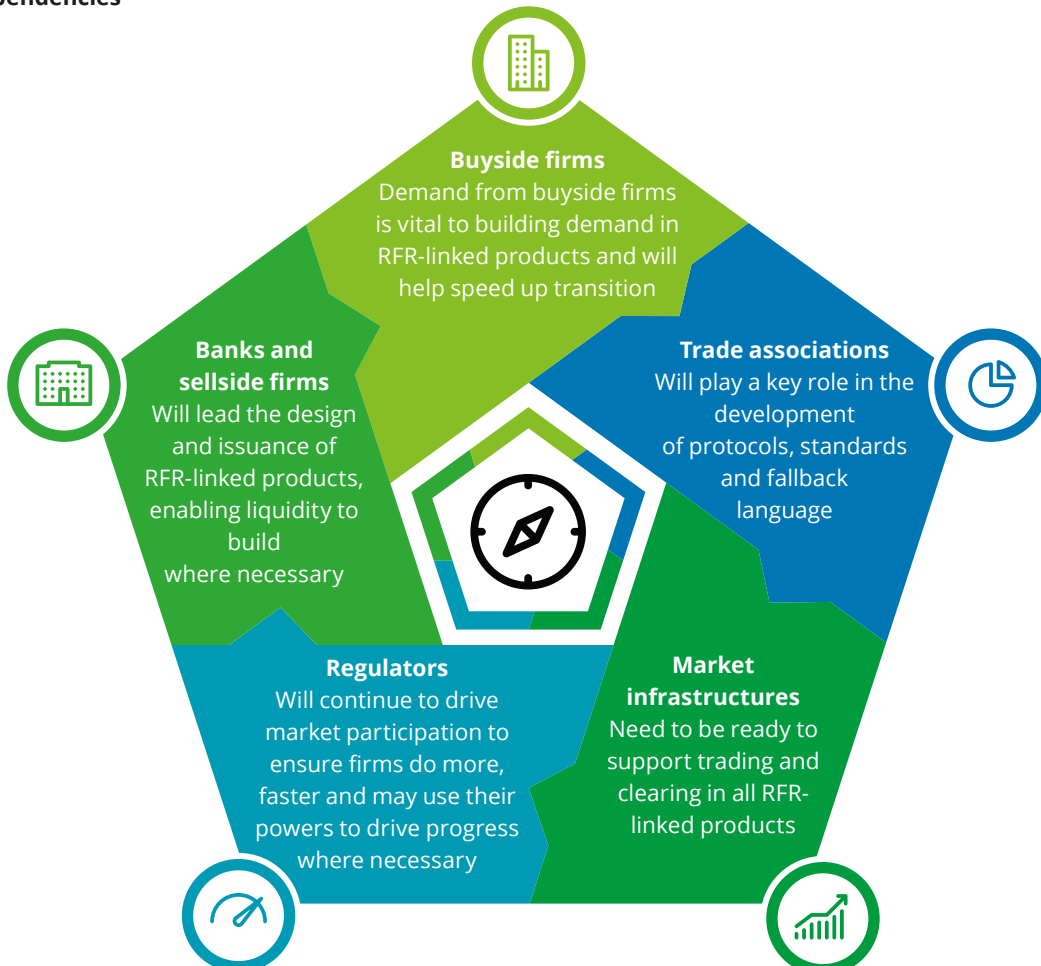 Buyside firms
Demand from buyside firms
is vital to building demand in
RFR-linked products and will
help speed up transition
Banks and
sellside firms
Will lead the design
and issuance of
RFR-linked products,
enabling liquidity to
build
where necessary
Trade associations
Will play a key role in the
development
of protocols, standards
and fallback
language
Regulators
Will continue to drive
market participation to
ensure firms do more,
faster and may use their
powers to drive progress
where necessary
Market
infrastructures
Need to be ready to
support trading and
clearing in all RFR-
linked products